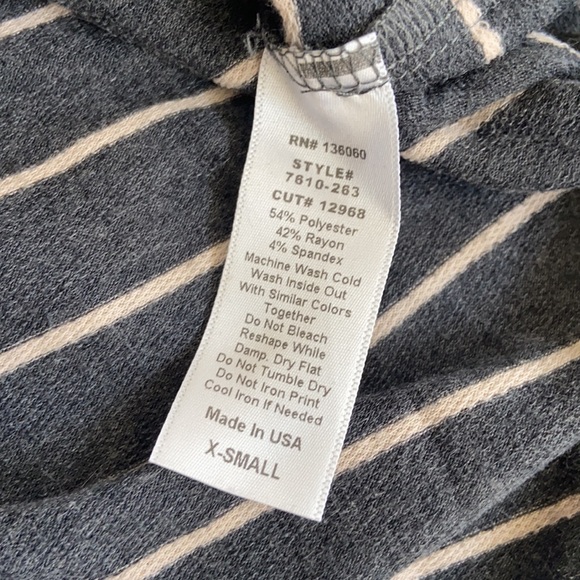 RN# 136060
STYLE#
7610-263
CUT# 12968
54% Polyester
42% Rayon
4% Spandex
Machine Wash Cold
Wash Inside Out
With Similar Colors
Together
Do Not Bleach
Reshape While
Damp. Dry Flat
Do Not Tumble Dry
Do Not Iron Print
Cool Iron If Needed
Made In USA
X-SMALL